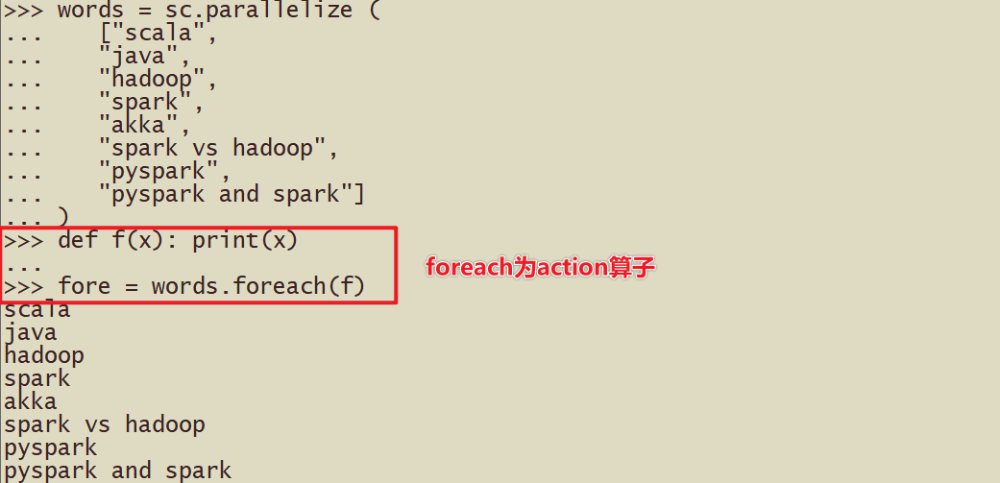 >>> words = sc.parallelize (
...    ["scala",
...    "java",
...    "hadoop",
...    "spark",
...    "akka",
...    "spark vs hadoop",
...    "pyspark",
...    "pyspark and spark"]
... )
>>> def f(x): print(x)
...
foreach为action算子
>>> fore = words.foreach(f)
scala
java
hadoop
spark
akka
spark vs hadoop
pyspark
pyspark and spark